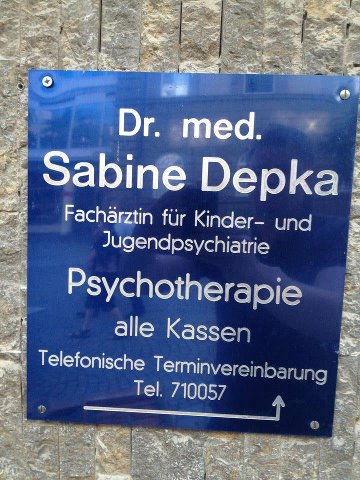 Dr. med.
Sabine Depka
Fachärztin für Kinder- und
Jugendpsychiatrie
Psychotherapie
alle Kassen
Telefonische Terminvereinbarung
Tel. 710057